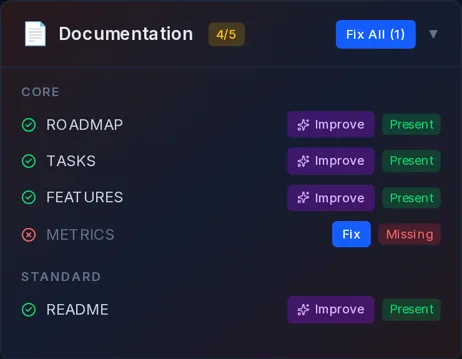 Documentation 4/5 Fix All (1) ▼
CORE
ROADMAP Improve Present
TASKS Improve Present
FEATURES Improve Present
METRICS Fix Missing
STANDARD
README Improve Present